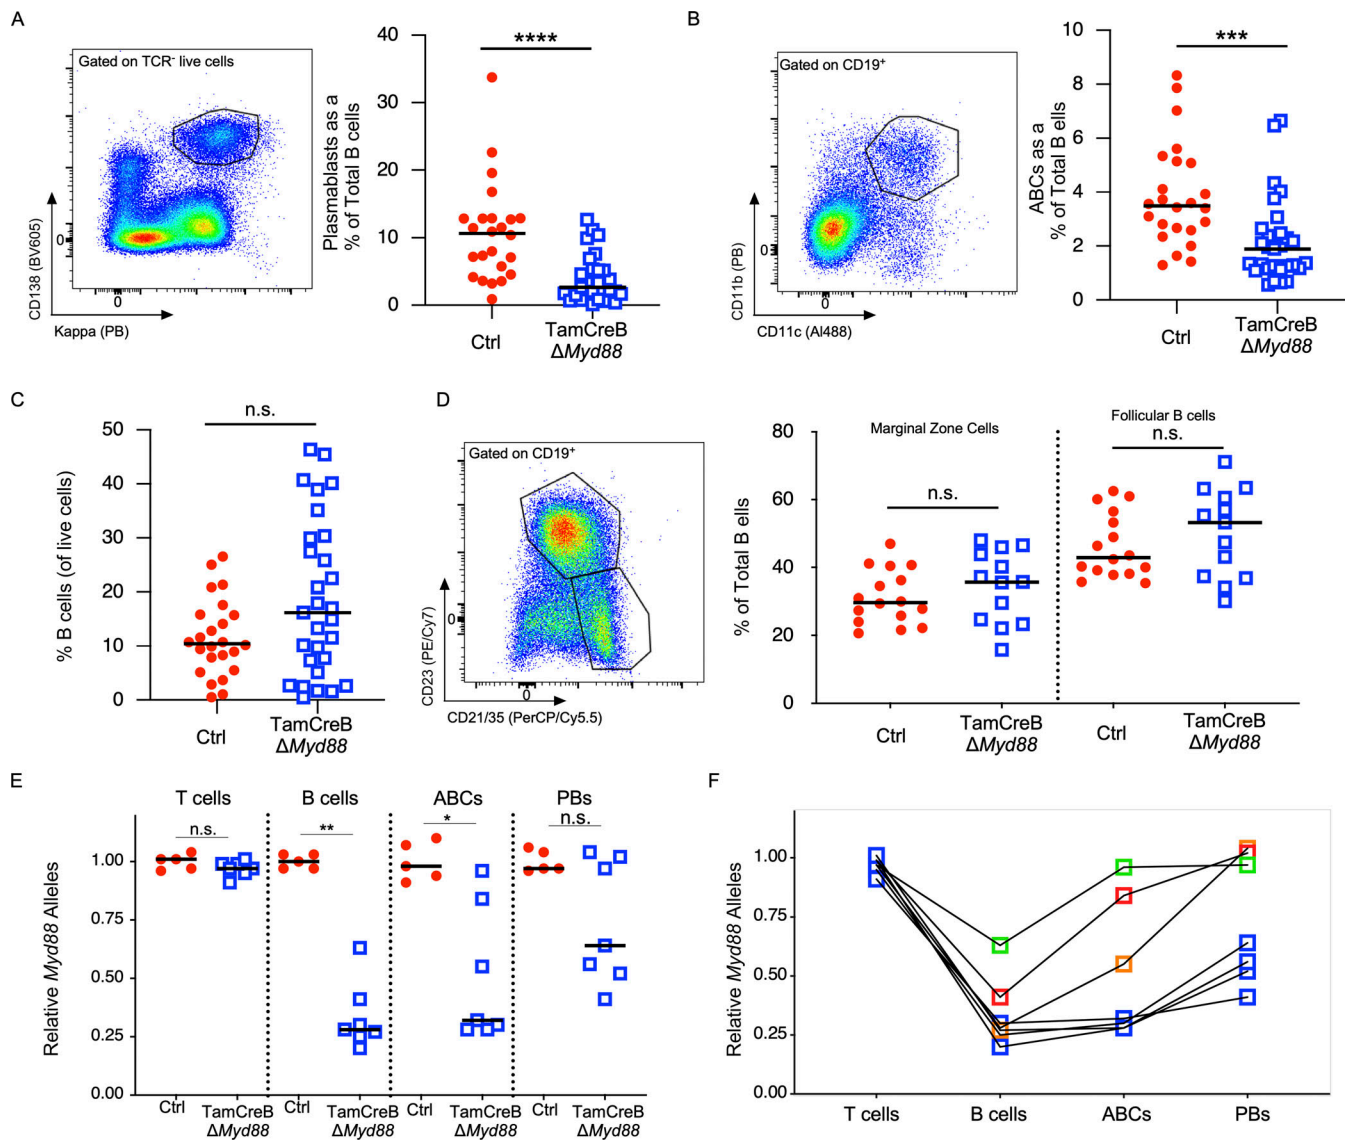 A
Gated on TCR- live cells
CD138 (BV605)
0
0
Kappa (PB)
Plasmablasts as a
% of Total B cells
40
30
20
10
0
****
Ctrl
TamCreB
ΔMyd88
B
Gated on CD19+
CD11b (PB)
0
0
CD11c (Al488)
ABCs as a
% of Total B ells
10
8
6
4
2
0
***
Ctrl
TamCreB
ΔMyd88
C
n.s.
% B cells (of live cells)
50
40
30
20
10
0
Ctrl
TamCreB
ΔMyd88
D
Gated on CD19+
CD23 (PE/Cy7)
0
0
CD21/35 (PerCP/Cy5.5)
% of Total B ells
80
60
40
20
0
Marginal Zone Cells
n.s.
Follicular B cells
n.s.
Ctrl
TamCreB
ΔMyd88
Ctrl
TamCreB
ΔMyd88
E
T cells
B cells
ABCs
PBs
n.s.
**
*
n.s.
Relative Myd88 Alleles
1.00
0.75
0.50
0.25
0.00
Ctrl
TamCreB
ΔMyd88
Ctrl
TamCreB
ΔMyd88
Ctrl
TamCreB
ΔMyd88
Ctrl
TamCreB
ΔMyd88
F
Relative Myd88 Alleles
1.00
0.75
0.50
0.25
0.00
T cells
B cells
ABCs
PBs